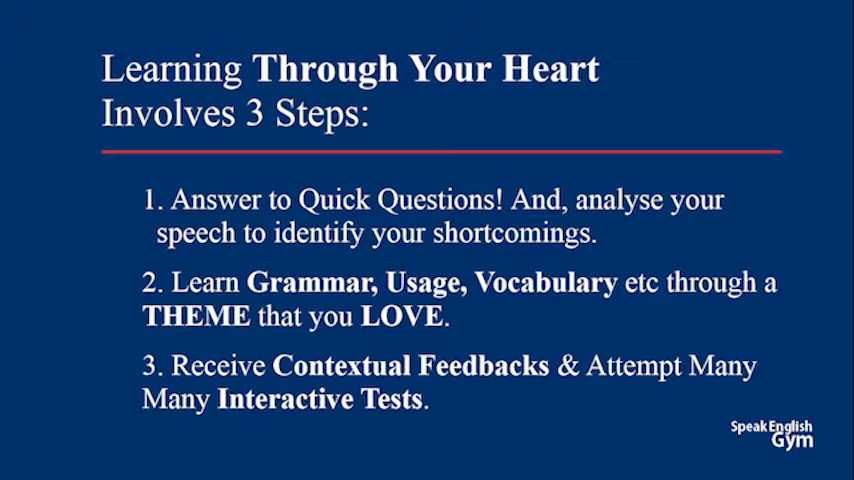 Learning Through Your Heart
Involves 3 Steps:
1. Answer to Quick Questions! And, analyse your
speech to identify your shortcomings.
2. Learn Grammar, Usage, Vocabulary etc through a
THEME that you LOVE.
3. Receive Contextual Feedbacks & Attempt Many
Many Interactive Tests.
Speak English
Gym